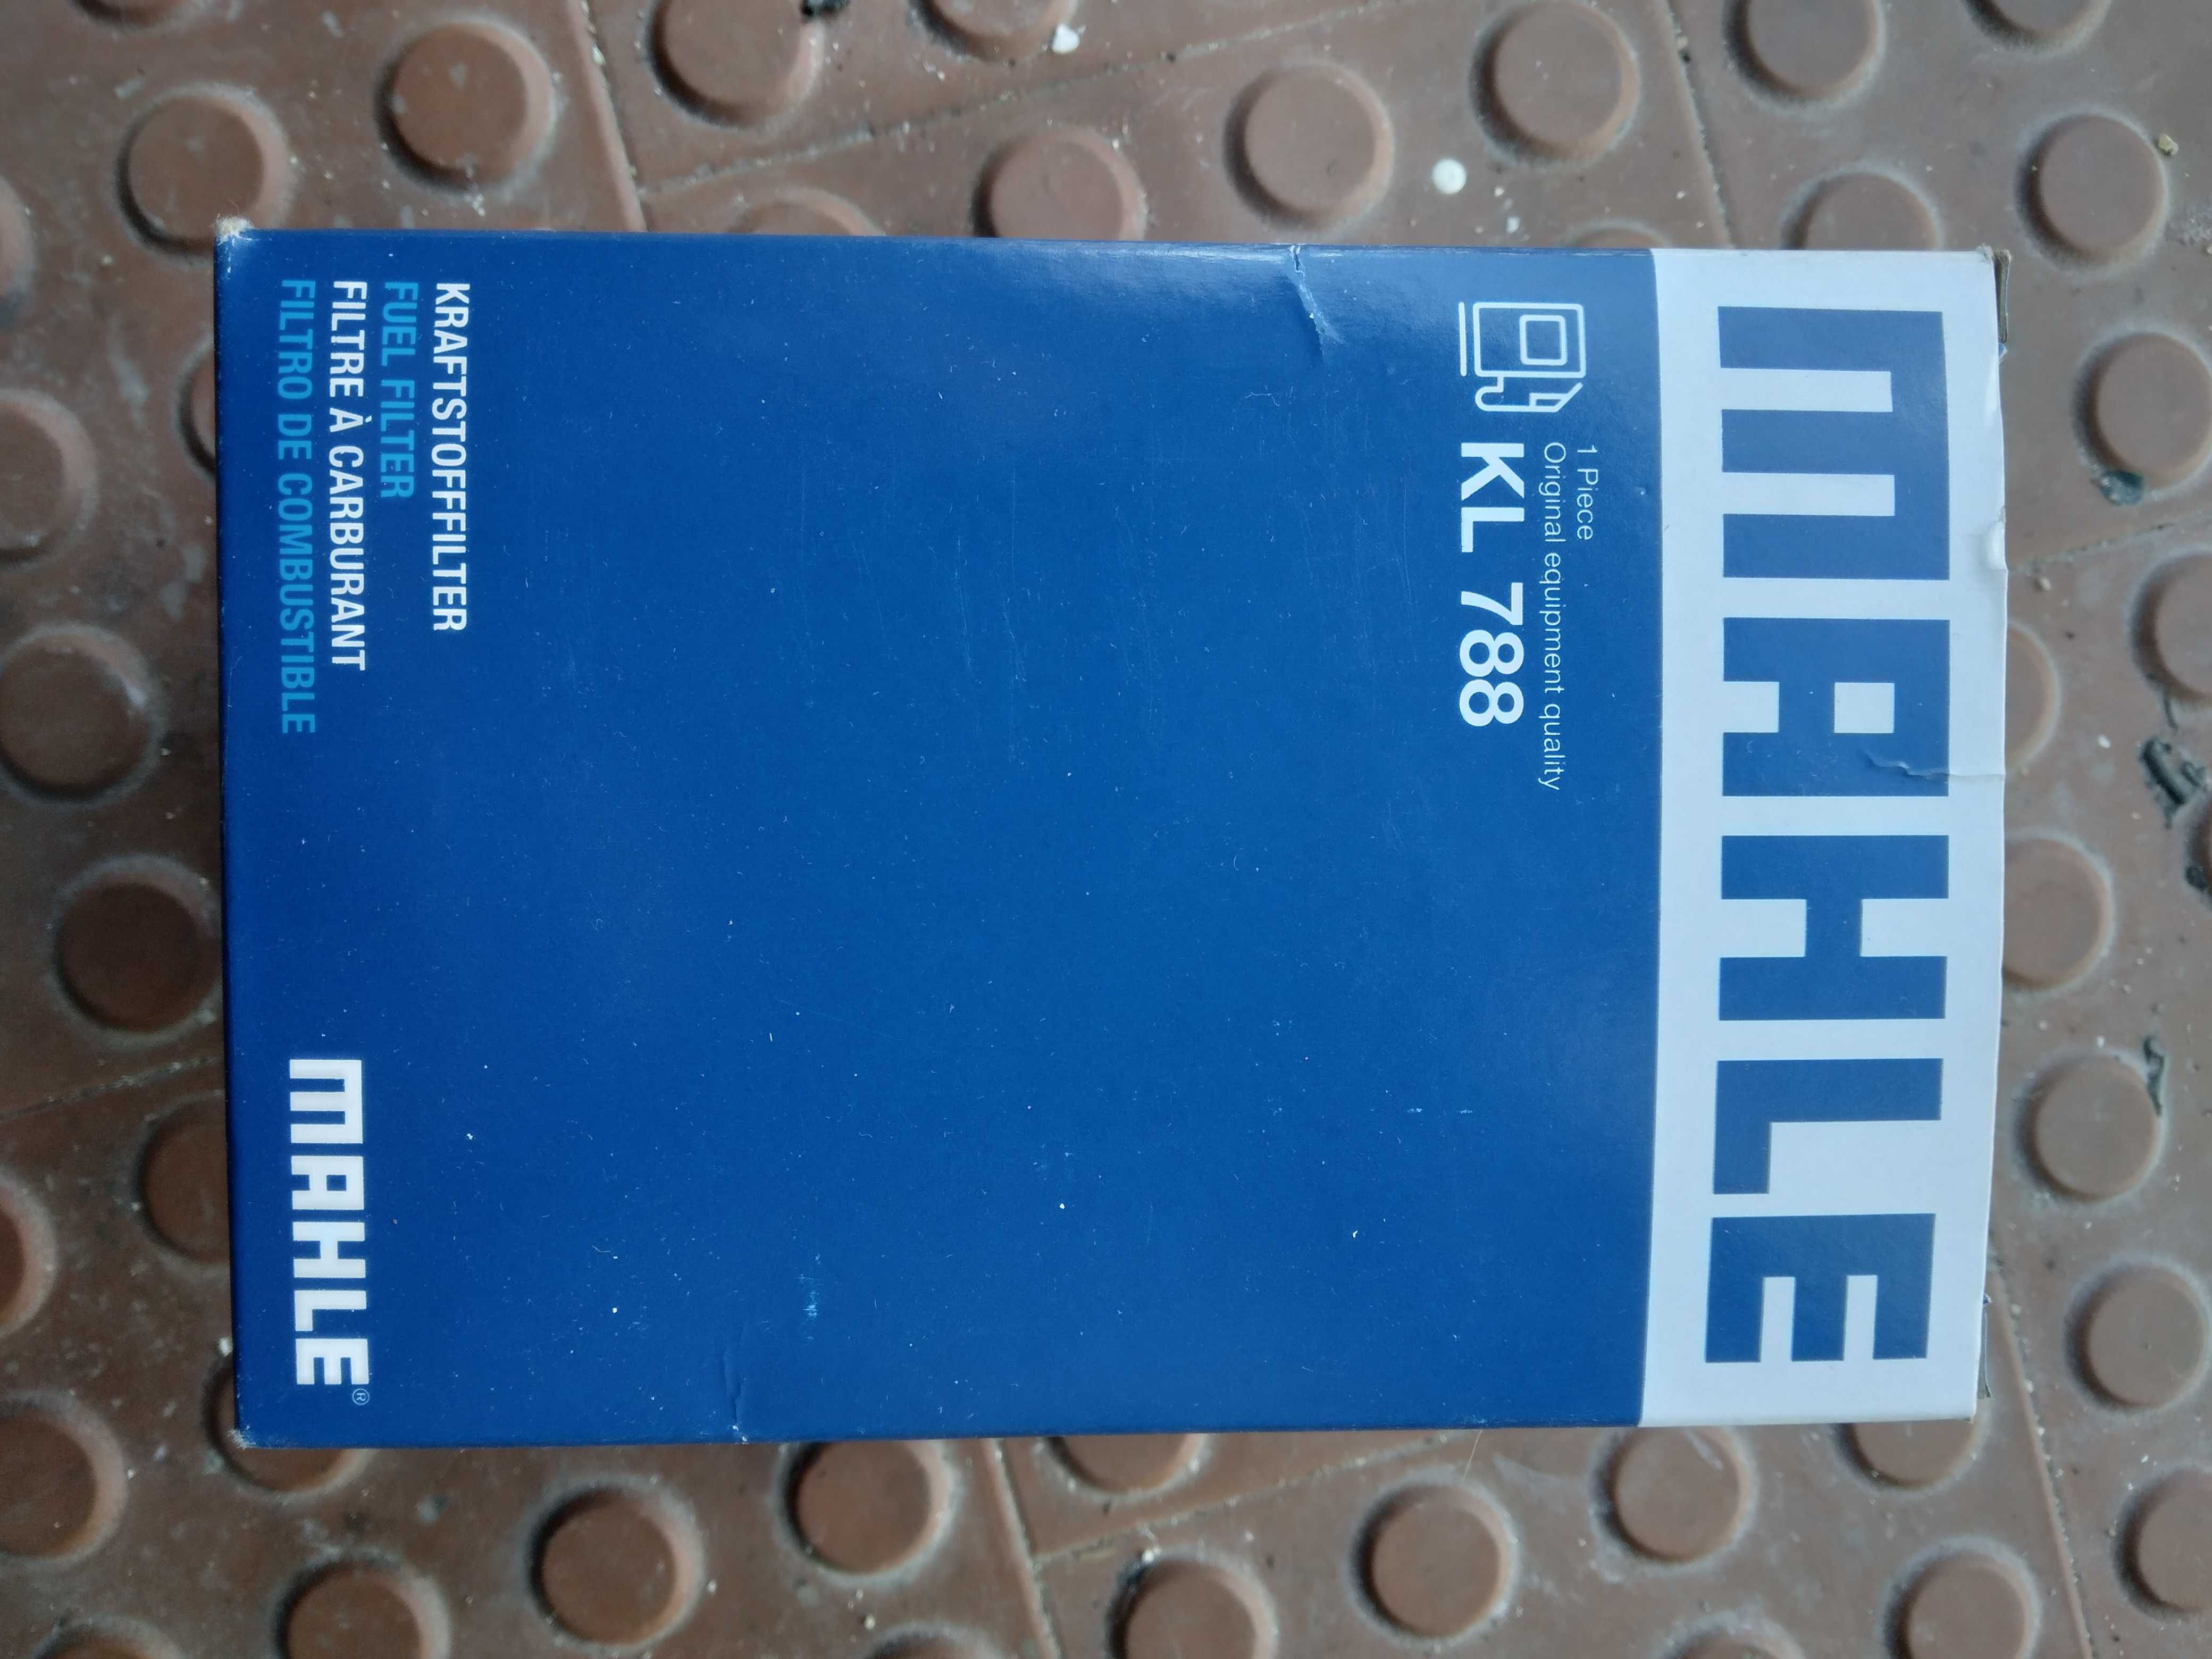 MAHLE
1 Piece
Original equipment quality
KL 788
KRAFTSTOFFFILTER
FUEL FILTER
FILTRE À CARBURANT
FILTRO DE COMBUSTIBLE
MAHLE®